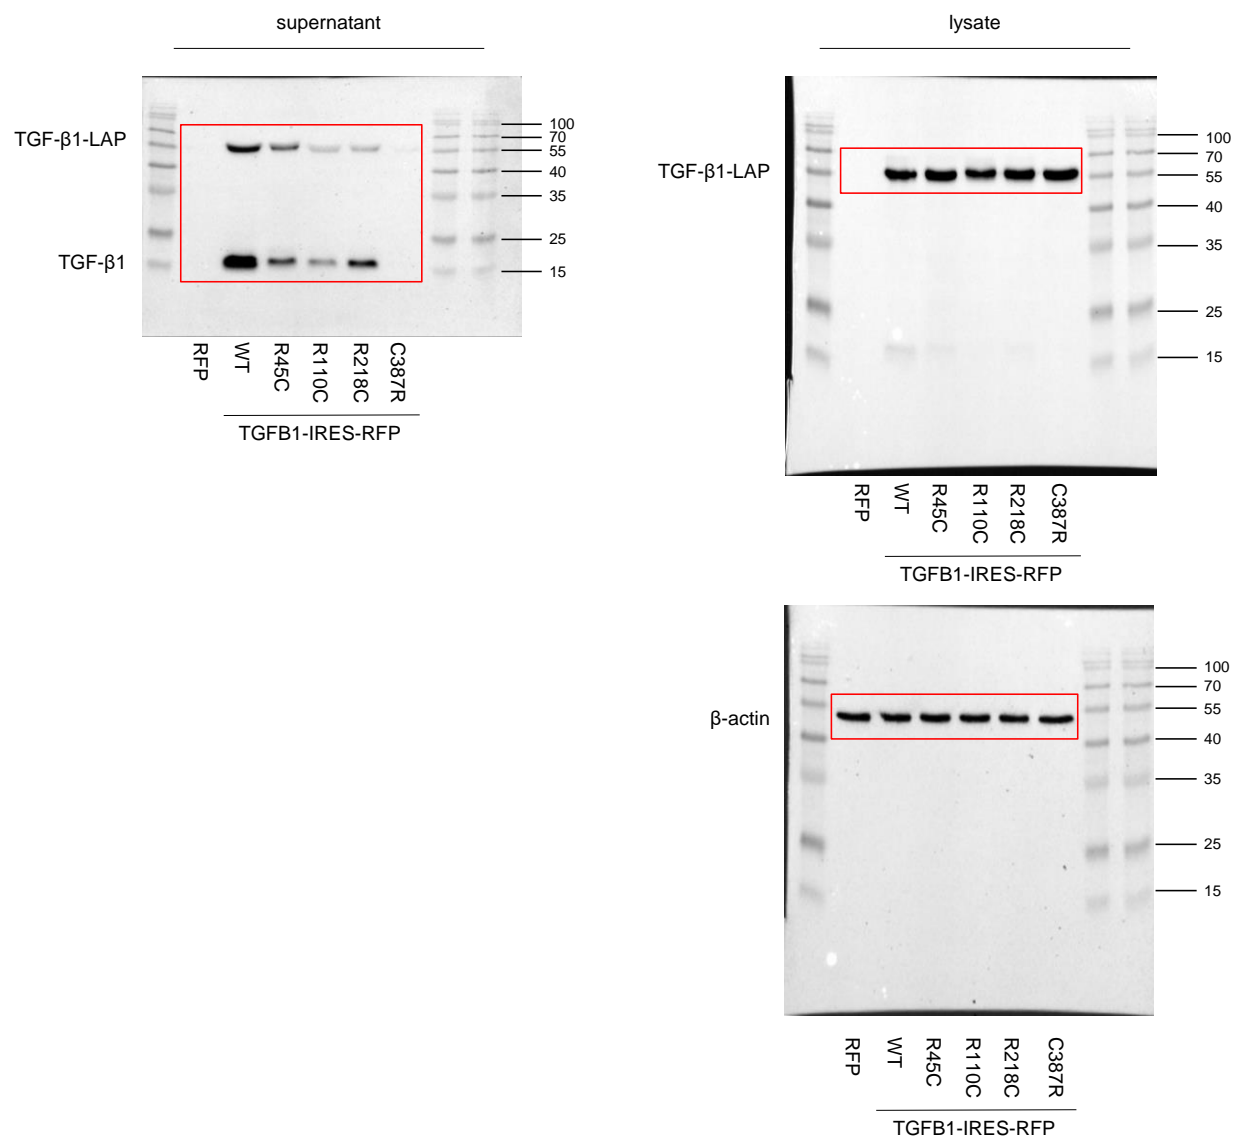 supernatant
TGF-β1-LAP
TGF-β1
100
70
55
40
35
25
15
RFP
WT
R45C
R110C
R218C
C387R
TGFB1-IRES-RFP
lysate
TGF-β1-LAP
100
70
55
40
35
25
15
RFP
WT
R45C
R110C
R218C
C387R
TGFB1-IRES-RFP
β-actin
100
70
55
40
35
25
15
RFP
WT
R45C
R110C
R218C
C387R
TGFB1-IRES-RFP